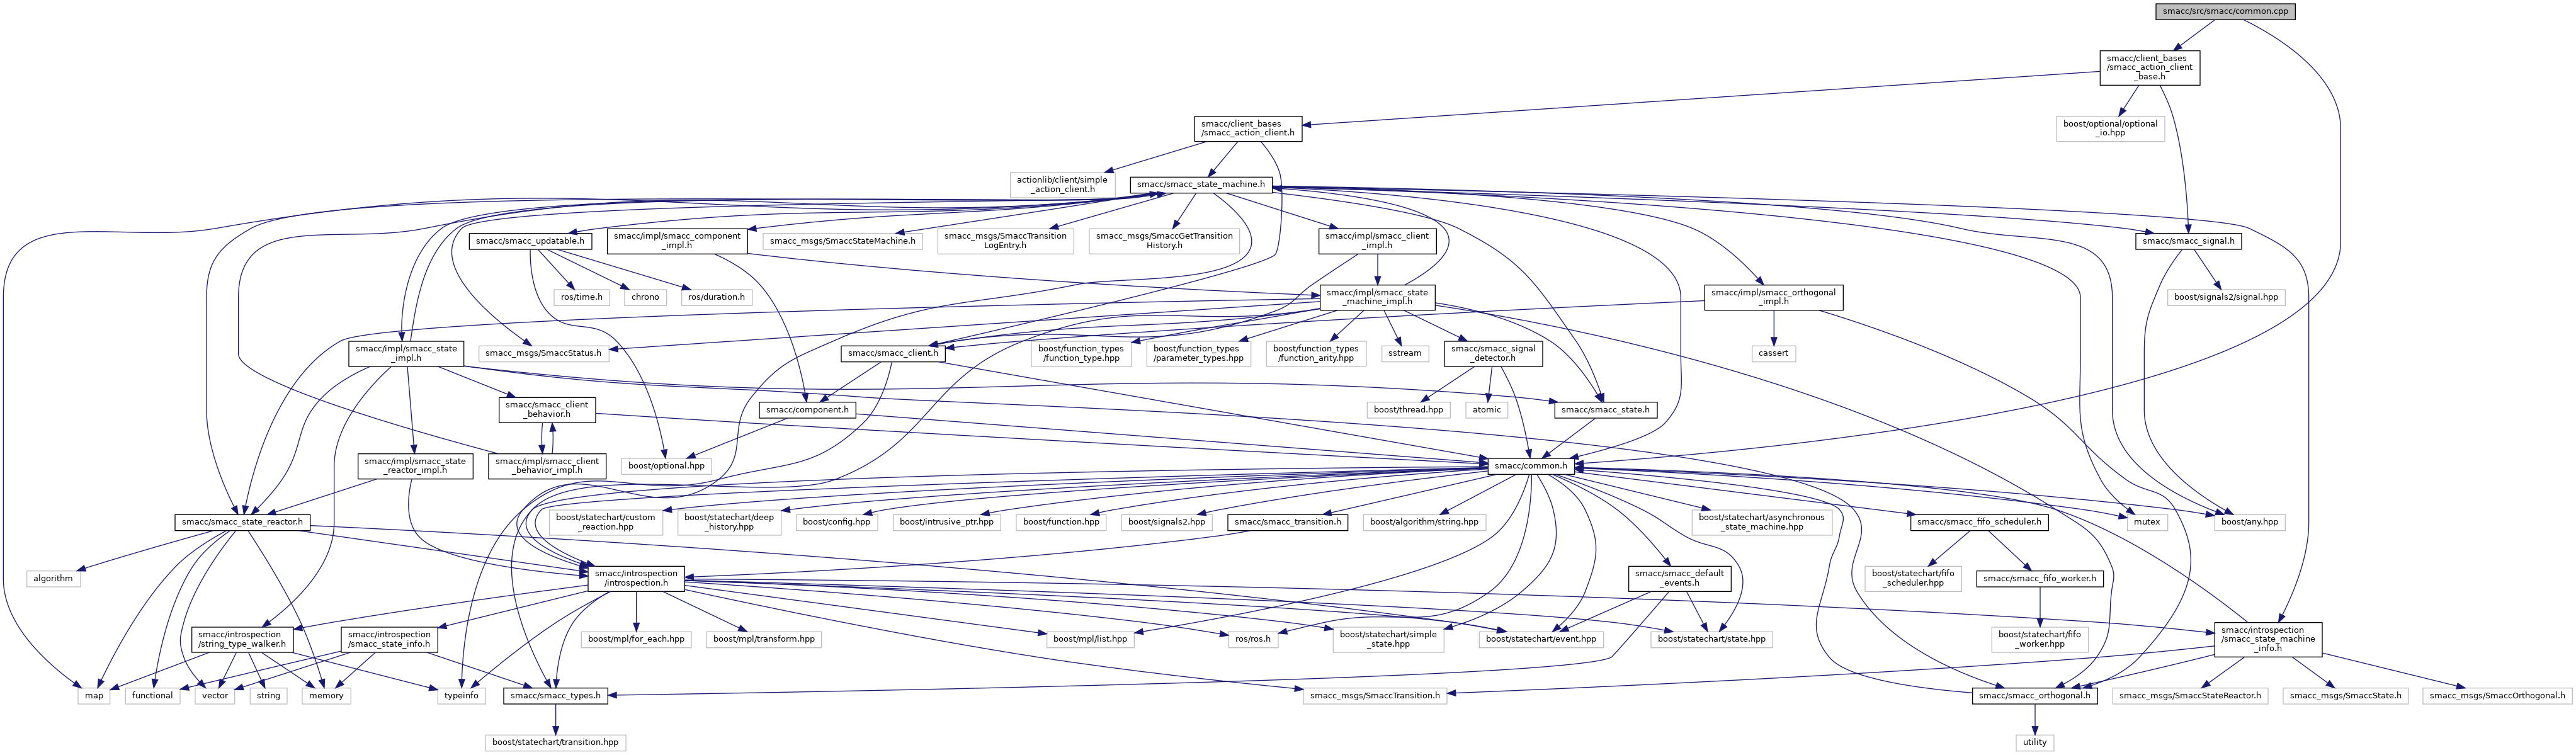 smacc/src/smacc/common.cpp
smacc/client_bases
/smacc_action_client
_base.h
smacc/client_bases
/smacc_action_client.h
boost/optional/optional
_io.hpp
actionlib/client/simple
_action_client.h
smacc/smacc_state_machine.h
smacc/smacc_updatable.h
smacc/impl/smacc_component
_impl.h
smacc_msgs/SmaccStateMachine.h
smacc_msgs/SmaccTransition
LogEntry.h
smacc_msgs/SmaccGetTransition
History.h
smacc/impl/smacc_client
_impl.h
smacc/smacc_signal.h
ros/time.h
chrono
ros/duration.h
smacc/impl/smacc_state
_machine_impl.h
smacc/impl/smacc_orthogonal
_impl.h
boost/signals2/signal.hpp
smacc/impl/smacc_state
_impl.h
smacc_msgs/SmaccStatus.h
smacc/smacc_client.h
boost/function_types
/function_type.hpp
boost/function_types
/parameter_types.hpp
boost/function_types
/function_arity.hpp
sstream
smacc/smacc_signal
_detector.h
cassert
smacc/smacc_client
_behavior.h
smacc/component.h
boost/thread.hpp
atomic
smacc/smacc_state.h
smacc/impl/smacc_state
_reactor_impl.h
smacc/impl/smacc_client
_behavior_impl.h
boost/optional.hpp
smacc/common.h
smacc/smacc_state_reactor.h
boost/statechart/custom
_reaction.hpp
boost/statechart/deep
_history.hpp
boost/config.hpp
boost/intrusive_ptr.hpp
boost/function.hpp
boost/signals2.hpp
smacc/smacc_transition.h
boost/algorithm/string.hpp
boost/statechart/asynchronous
_state_machine.hpp
smacc/smacc_fifo_scheduler.h
mutex
boost/any.hpp
algorithm
smacc/introspection
/introspection.h
smacc/smacc_default
_events.h
boost/statechart/fifo
_scheduler.hpp
smacc/smacc_fifo_worker.h
smacc/introspection
/string_type_walker.h
smacc/introspection
/smacc_state_info.h
boost/mpl/for_each.hpp
boost/mpl/transform.hpp
boost/mpl/list.hpp
ros/ros.h
boost/statechart/simple
_state.hpp
boost/statechart/event.hpp
boost/statechart/state.hpp
boost/statechart/fifo
_worker.hpp
smacc/introspection
/smacc_state_machine
_info.h
map
functional
vector
string
memory
typeinfo
smacc/smacc_types.h
smacc_msgs/SmaccTransition.h
smacc/smacc_orthogonal.h
smacc_msgs/SmaccStateReactor.h
smacc_msgs/SmaccState.h
smacc_msgs/SmaccOrthogonal.h
boost/statechart/transition.hpp
utility